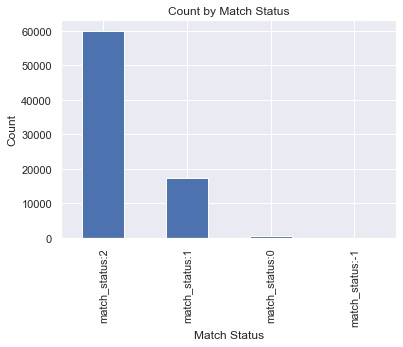 Count by Match Status
60000
50000
40000
30000
20000
10000
0
Count
match_status:2
match_status:1
match_status:0
match_status:-1
Match Status